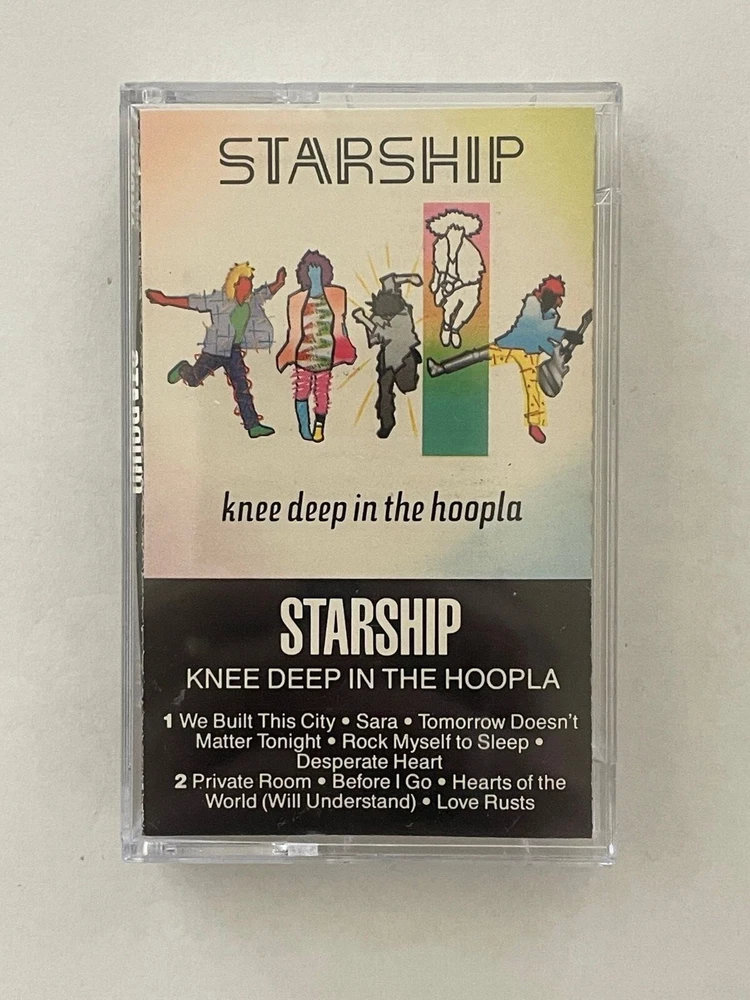 STARSHIP
knee deep in the hoopla
STARSHIP
KNEE DEEP IN THE HOOPLA
1 We Built This City • Sara • Tomorrow Doesn't
Matter Tonight • Rock Myself to Sleep •
Desperate Heart
2 Private Room • Before I Go • Hearts of the
World (Will Understand) • Love Rusts